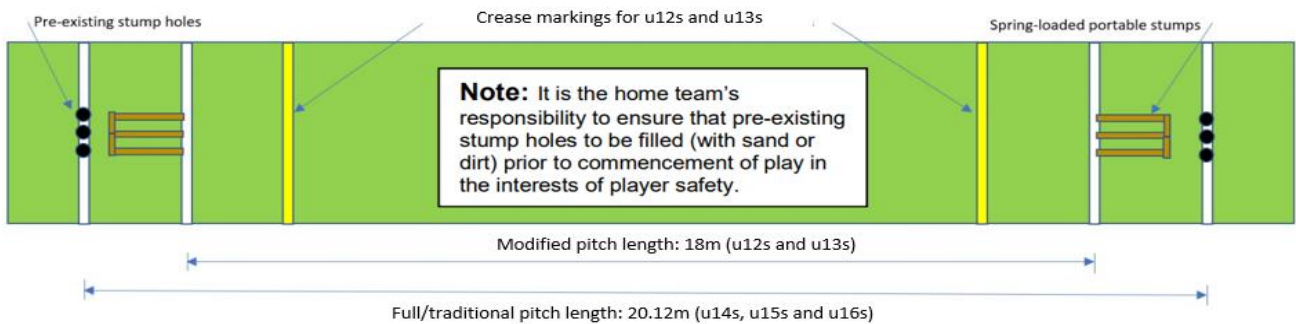 Crease markings for u12s and u13s
Pre-existing stump holes
Spring-loaded portable stumps
Note: It is the home team's
responsibility to ensure that pre-existing
stump holes to be filled (with sand or
dirt) prior to commencement of play in
the interests of player safety.
Modified pitch length: 18m (u12s and u13s)
Full/traditional pitch length: 20.12m (u14s, u15s and u16s)